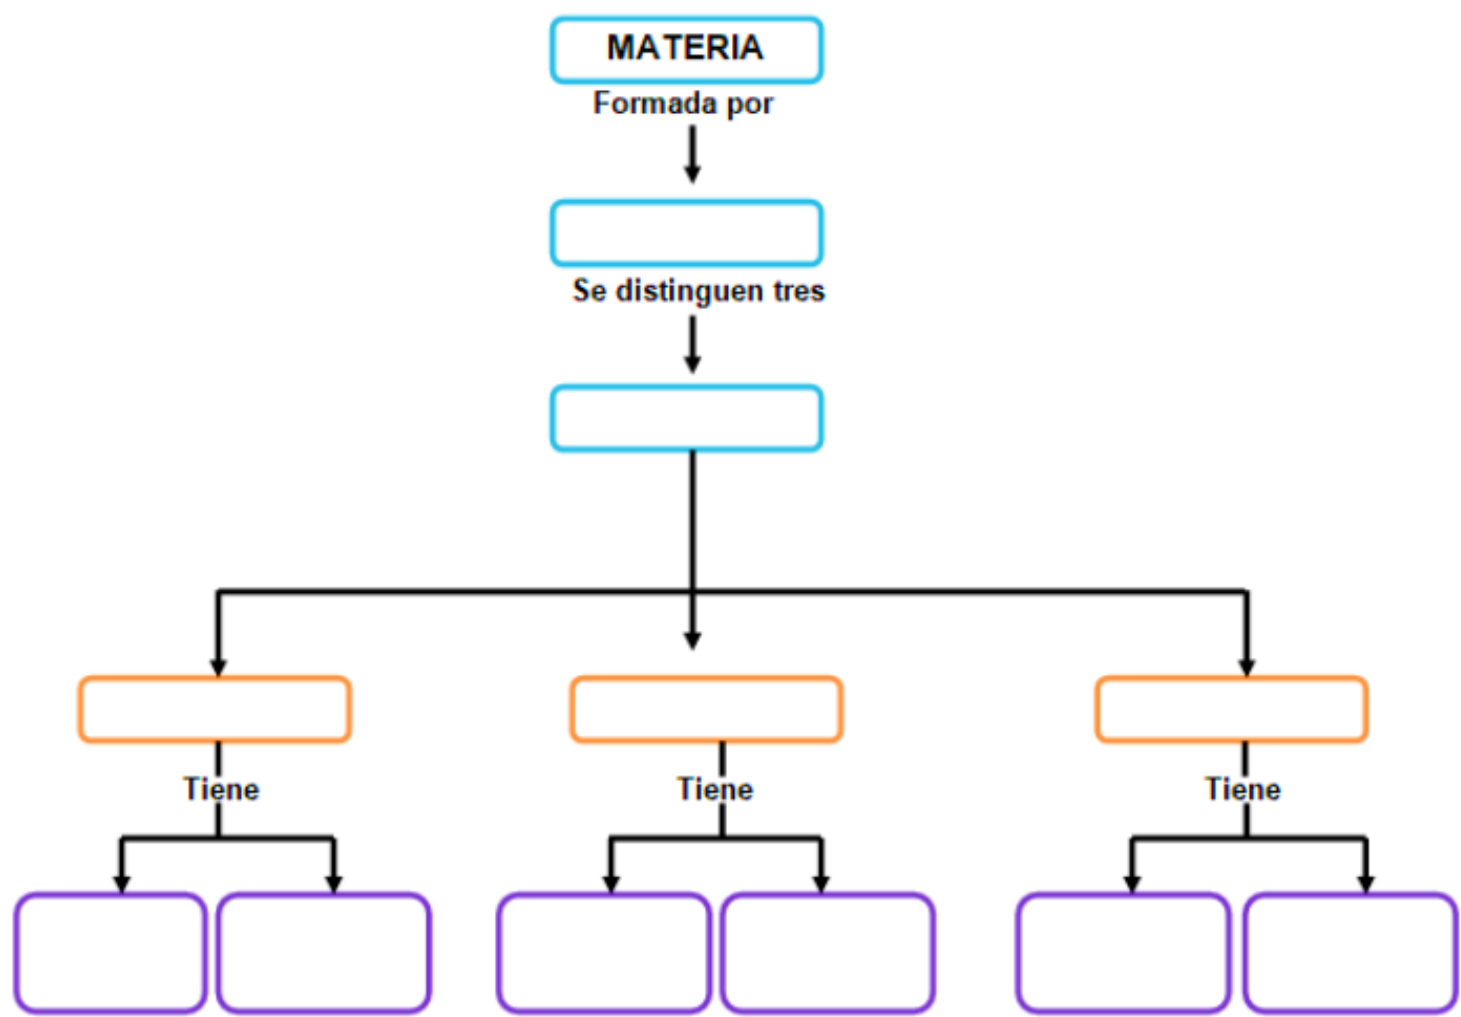 MATERIA
Formada por
Se distinguen tres
Tiene
Tiene
Tiene